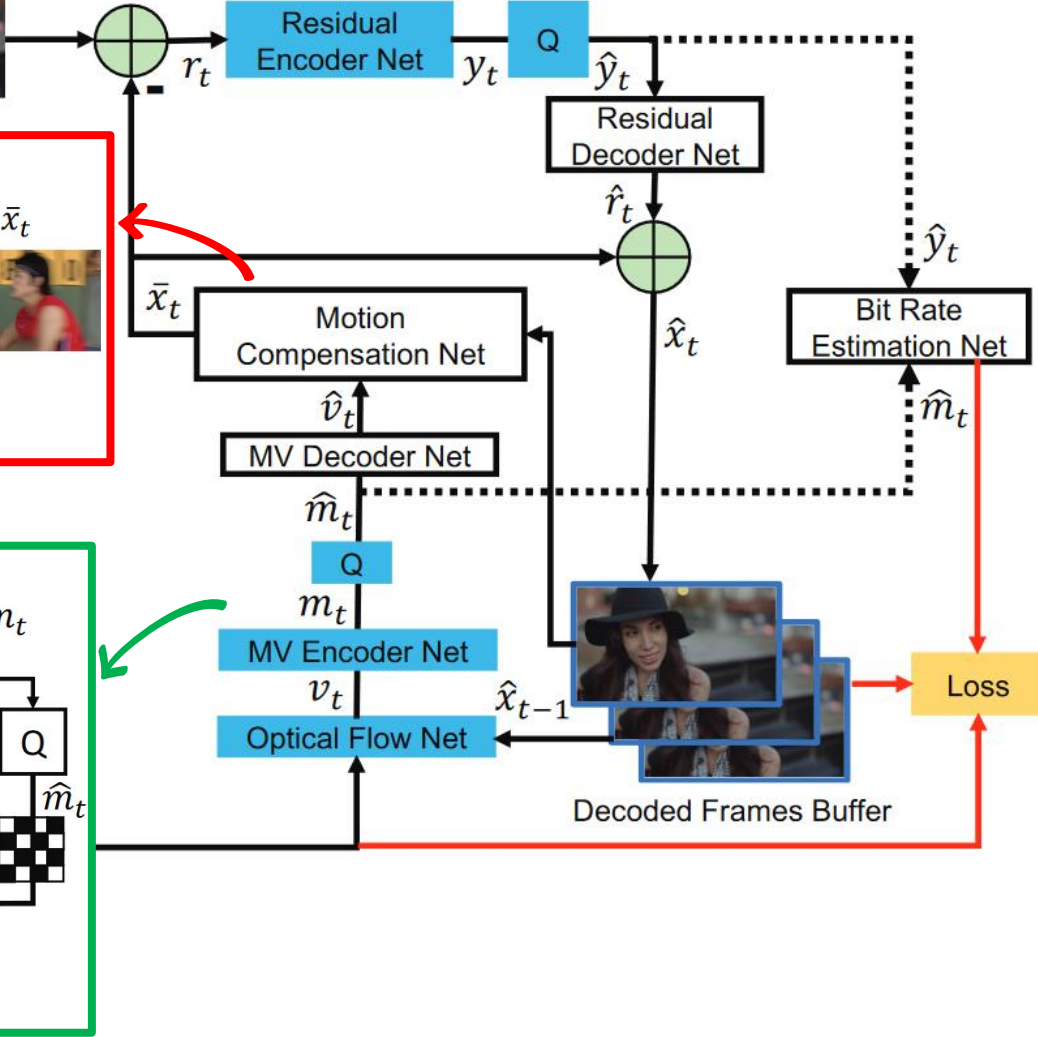 Residual
Encoder Net
Q
r_t
-
y_t
ŷ_t
Residual
Decoder Net
r̂_t
x̄_t
ŷ_t
x̄_t
Motion
Compensation Net
x̂_t
Bit Rate
Estimation Net
v̂_t
m̂_t
MV Decoder Net
m̂_t
Q
m_t
MV Encoder Net
v_t
x̂_{t-1}
Loss
Optical Flow Net
Q
m̂_t
Decoded Frames Buffer